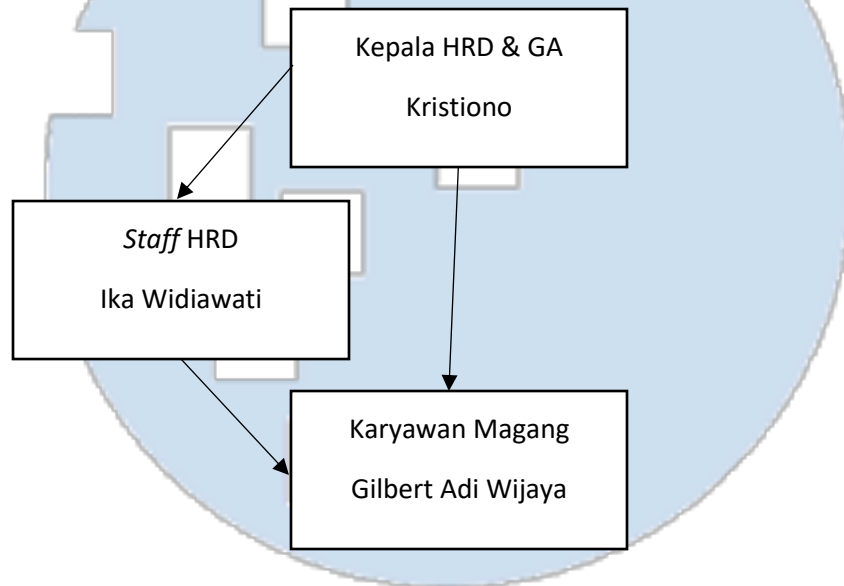 Kepala HRD & GA
Kristiono
Staff HRD
Ika Widiawati
Karyawan Magang
Gilbert Adi Wijaya